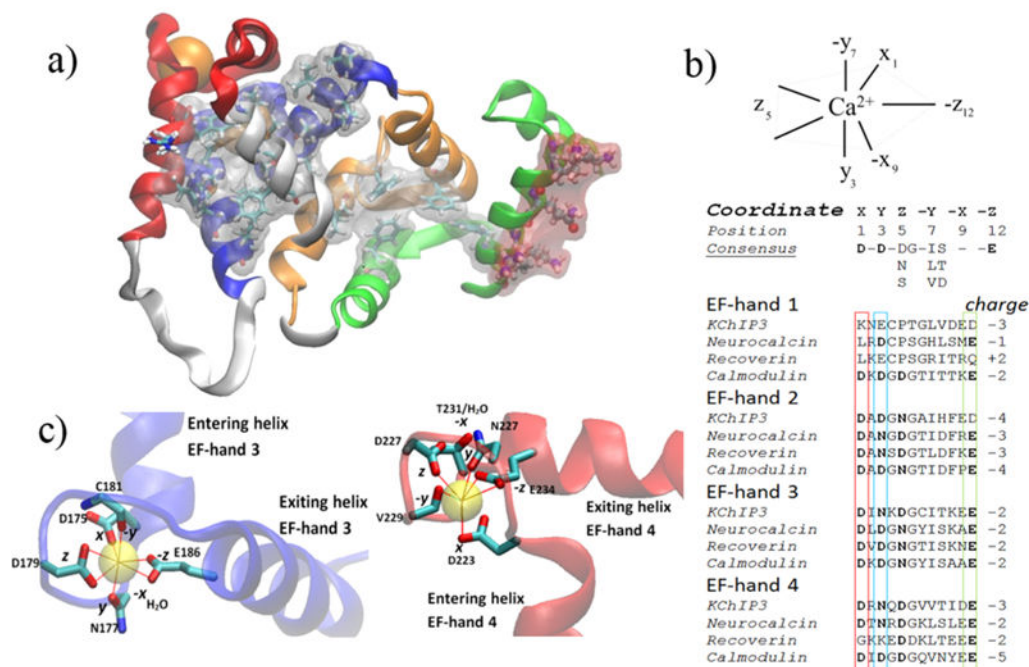 a)
b)
-y7
x1
z5
Ca2+
-z12
y3
-x9
Coordinate X Y Z -Y -X -Z
Position 1 3 5 7 9 12
Consensus D-D-DG-IS--E
N LT
S VD
EF-hand 1 charge
KChIP3 KNECPTGLVDED -3
Neurocalcin LRDCPSGHLSME -1
Recoverin LKECPSGRITRQ +2
Calmodulin DKDGDGTITTKE -2
EF-hand 2
KChIP3 DADGNGAIHFED -4
Neurocalcin DANGDGTIDFRE -3
Recoverin DANSDGTLDFKE -3
Calmodulin DADGNGTIDFPE -4
EF-hand 3
KChIP3 DINKDGCITKEE -2
Neurocalcin DLDGNGYISKAE -2
Recoverin DVDGNGTISKNE -2
Calmodulin DKDGNGYISAAE -2
EF-hand 4
KChIP3 DRNQDGVVTIDE -3
Neurocalcin DTNRDGKLSLEE -2
Recoverin GKKEDDKLTEEE -2
Calmodulin DIDGDGQVNYEE -5
c)
Entering helix
EF-hand 3
C181
D175
x
-y
Exiting helix
EF-hand 3
D179
z
-z
E186
y
-x
H2O
N177
T231/H2O
-x
N227
D227
y
z
-z
E234
-y
V229
Exiting helix
EF-hand 4
x
D223
Entering helix
EF-hand 4